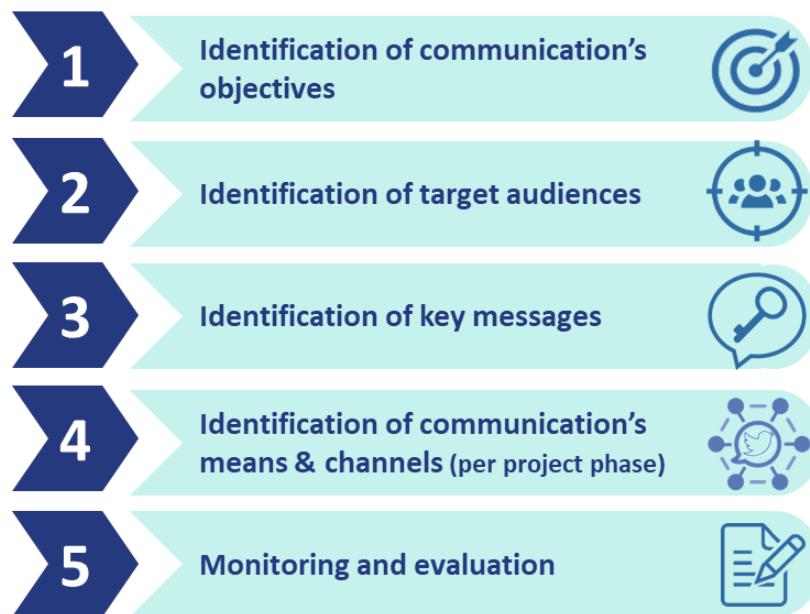 1
Identification of communication’s
objectives
2
Identification of target audiences
3
Identification of key messages
4
Identification of communication’s
means & channels (per project phase)
5
Monitoring and evaluation